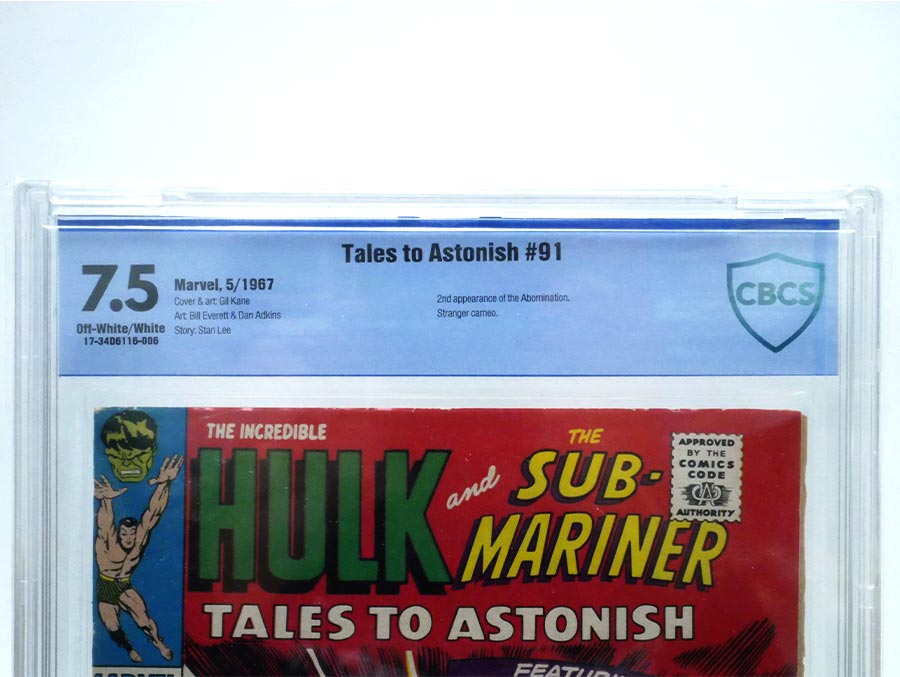 Tales to Astonish #91
7.5
Off-White/White
17-34D6116-006
Marvel, 5/1967
Cover & art: Gil Kane
Art: Bill Everett & Dan Adkins
Story: Stan Lee
2nd appearance of the Abomination.
Stranger cameo.
CBCS
THE INCREDIBLE
HULK
and
THE
SUB-
MARINER
APPROVED
BY THE
COMICS
CODE
CA
AUTHORITY
TALES TO ASTONISH